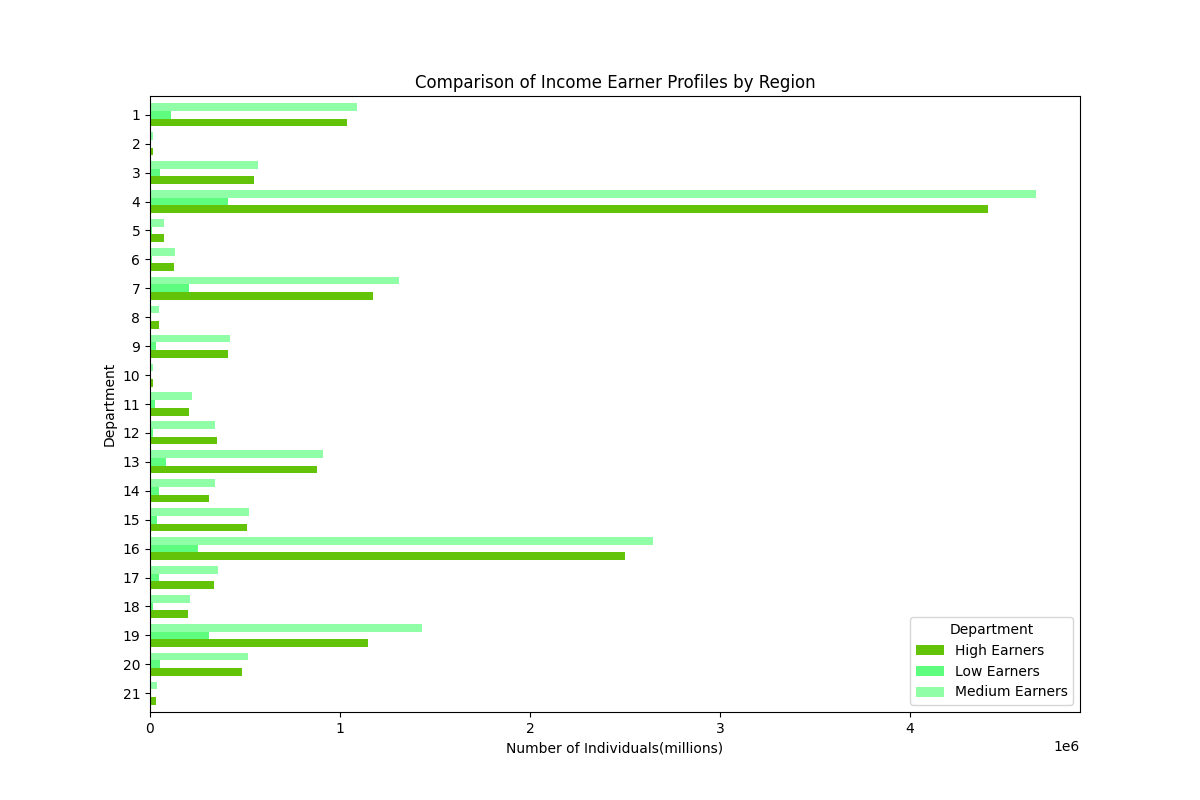 Comparison of Income Earner Profiles by Region
Department
1
2
3
4
5
6
7
8
9
10
11
12
13
14
15
16
17
18
19
20
21
Department
High Earners
Low Earners
Medium Earners
0 1 2 3 4
1e6
Number of Individuals(millions)